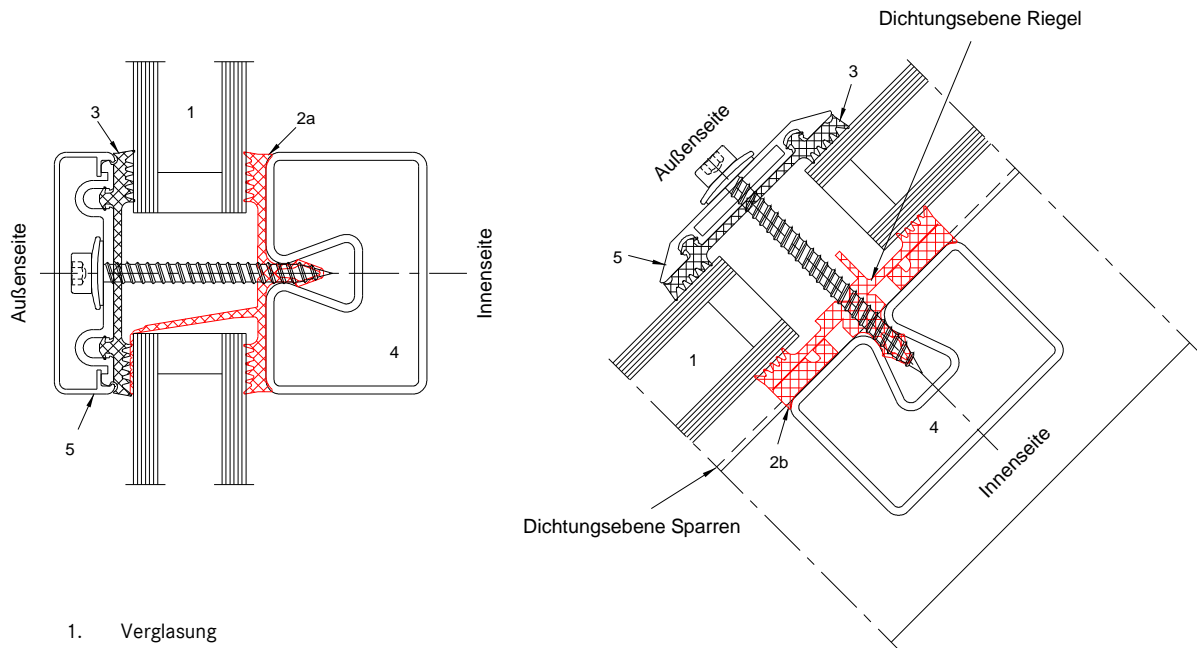 Dichtungsebene Riegel
3
1
2a
3
Außenseite
Außenseite
Innenseite
5
4
5
1
4
2b
Innenseite
Dichtungsebene Sparren
1. Verglasung